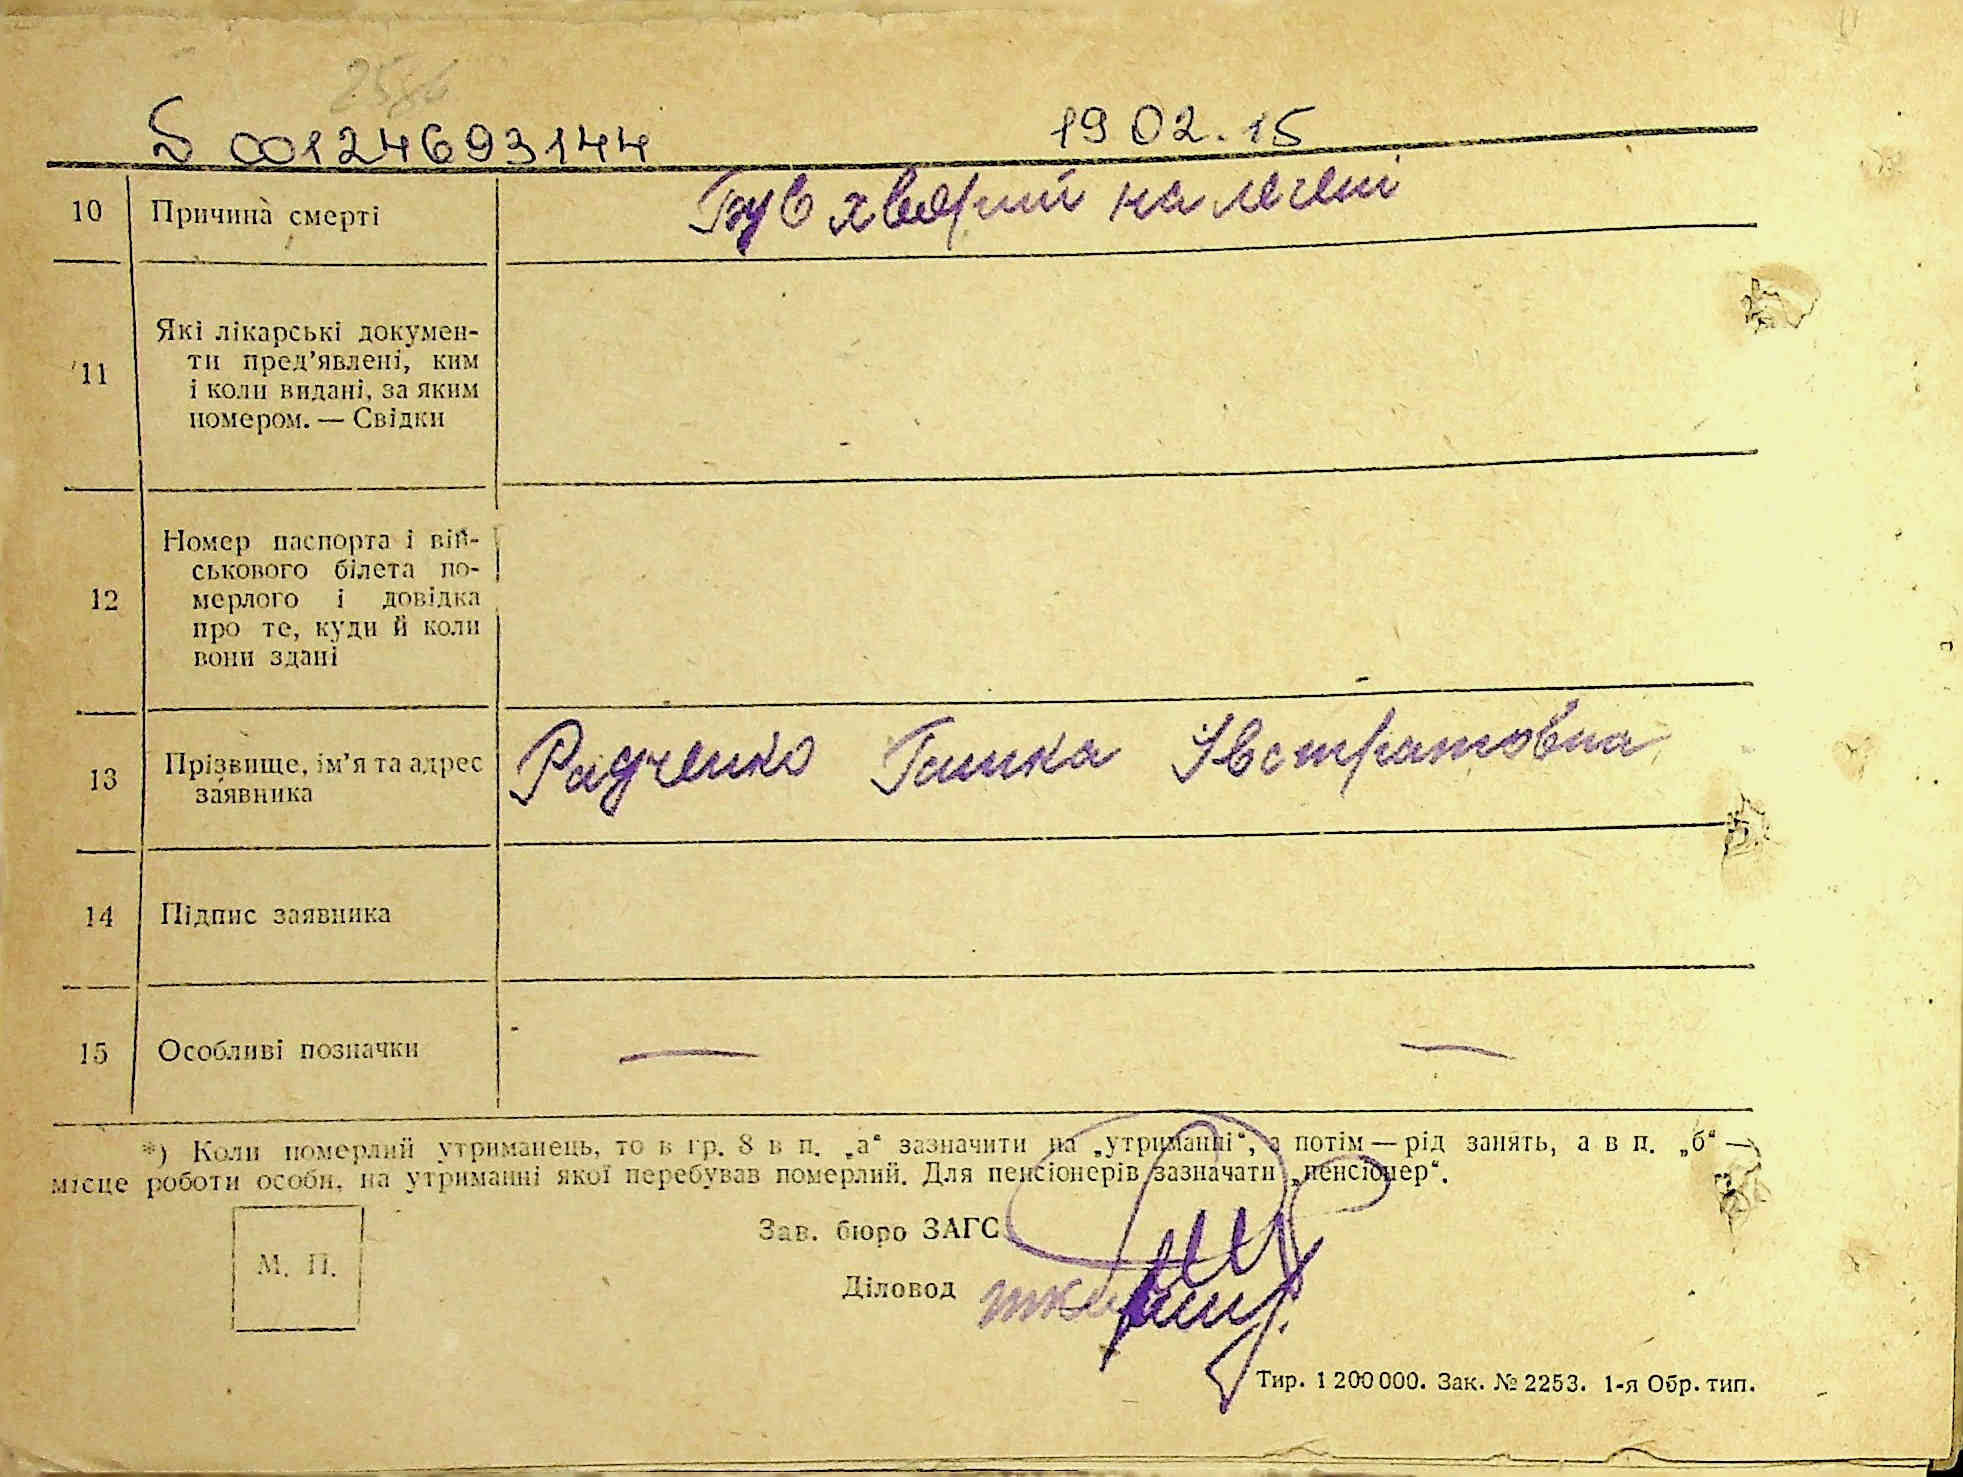 00124693144 19 02.15
10 Причина смерті Був хворий на легені
11 Які лікарські докумен-
ти пред’явлені, ким
і коли видані, за яким
номером. — Свідки
12 Номер паспорта і вій-
ськового білета по-
мерлого і довідка
про те, куди й коли
вони здані
13 Прізвище, ім’я та адрес
заявника
Радченко Ганка Явстратовна
14 Підпис заявника
15 Особливі позначки — —
*) Коли померлий утриманець, то в гр. 8 в п. „а“ зазначити на „утриманні“, а потім — рід занять, а в п. „б“ —
місце роботи особи, на утриманні якої перебував померлий. Для пенсіонерів зазначати „пенсіонер“.
Зав. бюро ЗАГС
М. П.
Діловод
Тир. 1 200 000. Зак. № 2253. 1-я Обр. тип.